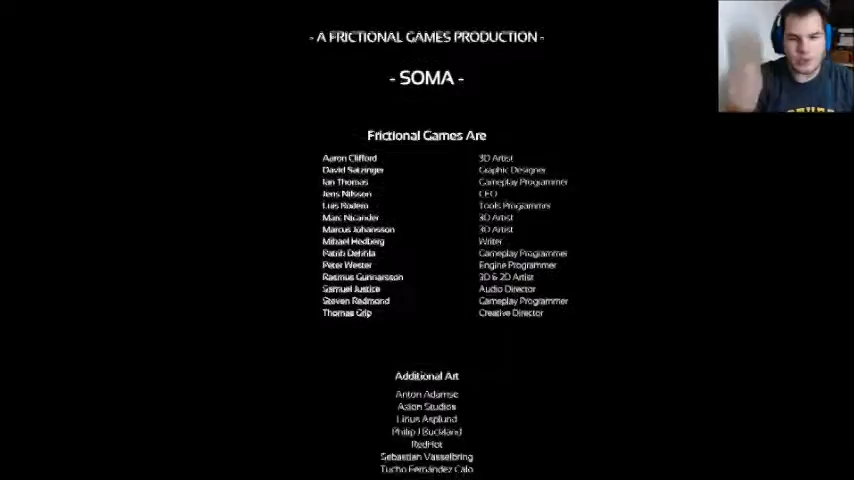 - A FRICTIONAL GAMES PRODUCTION -
- SOMA -
Frictional Games Are
Aaron Clifford 3D Artist
David Satzinger Graphic Designer
Ian Thomas Gameplay Programmer
Jens Nilsson CEO
Luis Rodero Tools Programmer
Marc Nicander 3D Artist
Marcus Johansson 3D Artist
Mikael Hedberg Writer
Patrik Dekhla Gameplay Programmer
Peter Wester Engine Programmer
Rasmus Gunnarsson 3D & 2D Artist
Samuel Justice Audio Director
Steven Redmond Gameplay Programmer
Thomas Grip Creative Director
Additional Art
Anton Adamse
Axion Studios
Linus Asplund
Philip J Buckland
RedHot
Sebastian Vasselbring
Tucho Fernández Calo